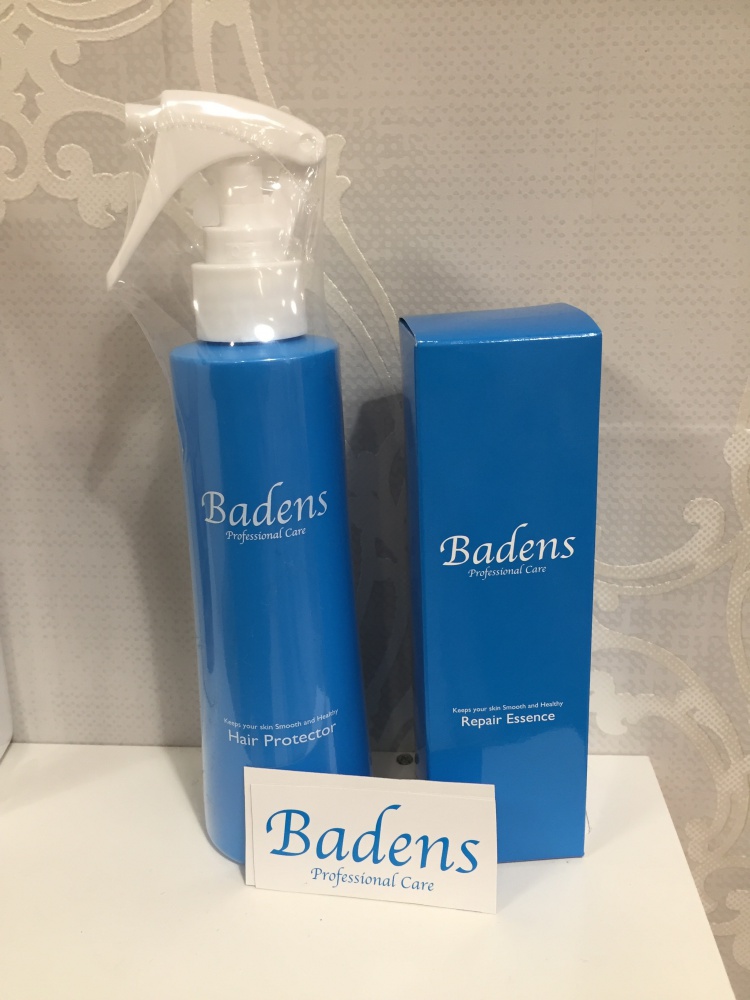 Badens
Professional Care
Keeps your skin Smooth and Healthy
Hair Protector
Badens
Professional Care
Keeps your skin Smooth and Healthy
Repair Essence
Badens
Professional Care